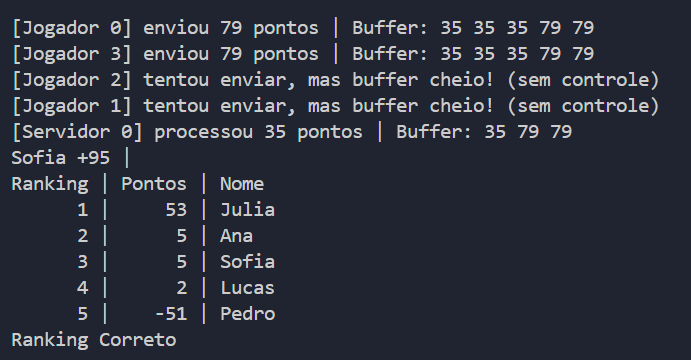 [Jogador 0] enviou 79 pontos | Buffer: 35 35 35 79 79
[Jogador 3] enviou 79 pontos | Buffer: 35 35 35 79 79
[Jogador 2] tentou enviar, mas buffer cheio! (sem controle)
[Jogador 1] tentou enviar, mas buffer cheio! (sem controle)
[Servidor 0] processou 35 pontos | Buffer: 35 79 79
Sofia +95 |
Ranking | Pontos | Nome
1 | 53 | Julia
2 | 5 | Ana
3 | 5 | Sofia
4 | 2 | Lucas
5 | -51 | Pedro
Ranking Correto